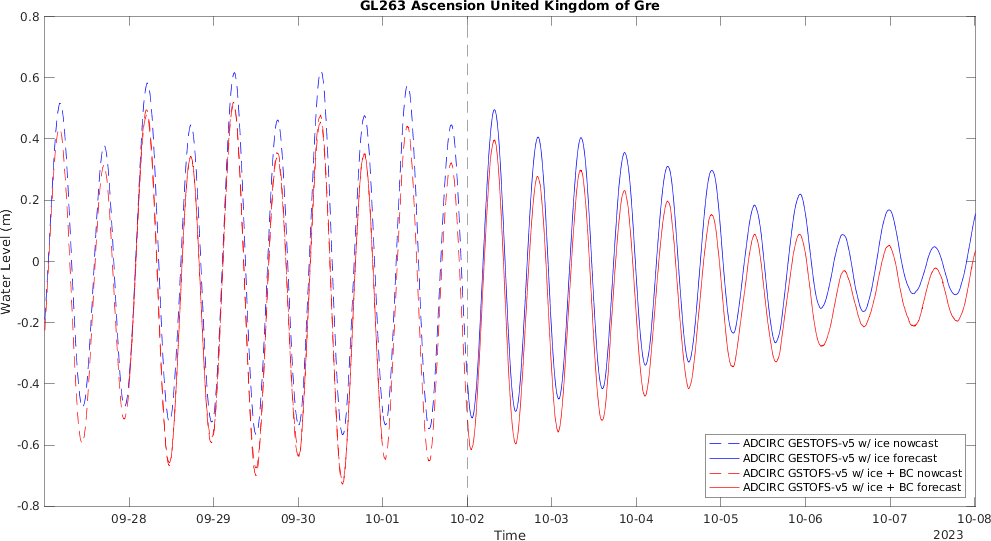 GL263 Ascension United Kingdom of Gre
0.8
0.6
0.4
0.2
0
-0.2
-0.4
-0.6
-0.8
Water Level (m)
ADCIRC GESTOFS-v5 w/ ice nowcast
ADCIRC GESTOFS-v5 w/ ice forecast
ADCIRC GSTOFS-v5 w/ ice + BC nowcast
ADCIRC GSTOFS-v5 w/ ice + BC forecast
09-28 09-29 09-30 10-01 10-02 10-03 10-04 10-05 10-06 10-07 10-08
Time
2023